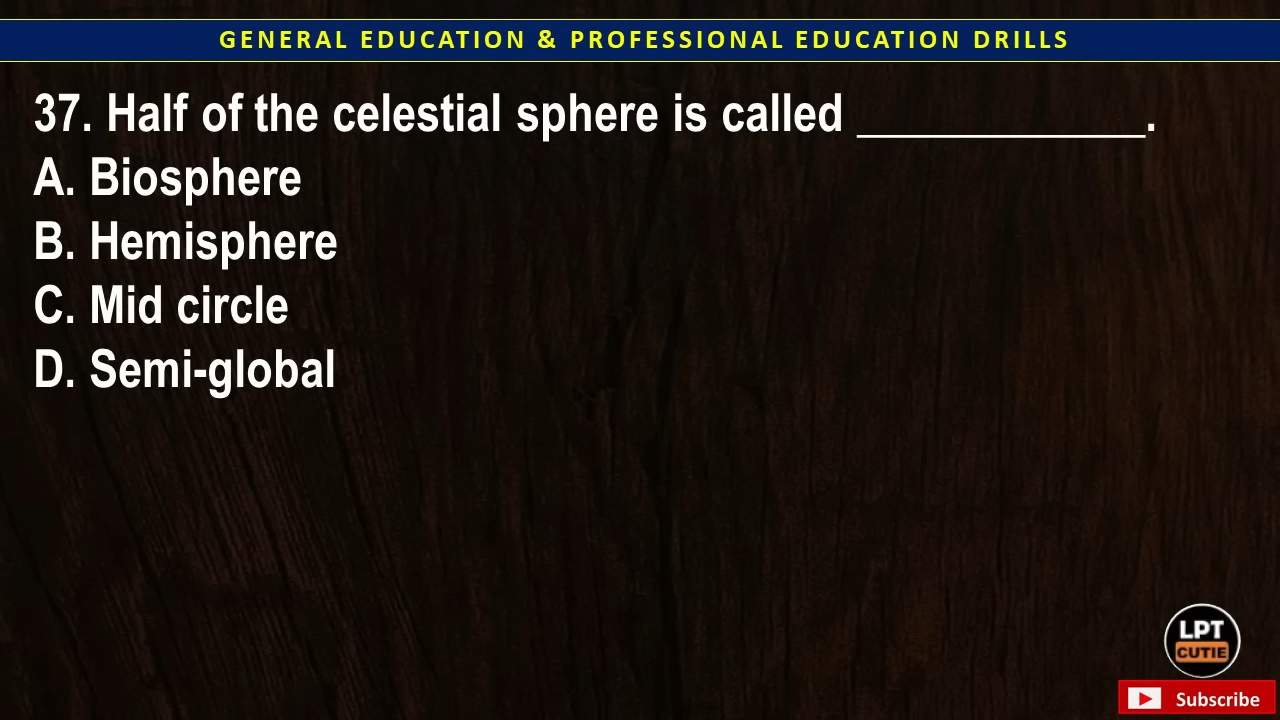 GENERAL EDUCATION & PROFESSIONAL EDUCATION DRILLS
37. Half of the celestial sphere is called ____________.
A. Biosphere
B. Hemisphere
C. Mid circle
D. Semi-global
LPT
CUTIE
Subscribe